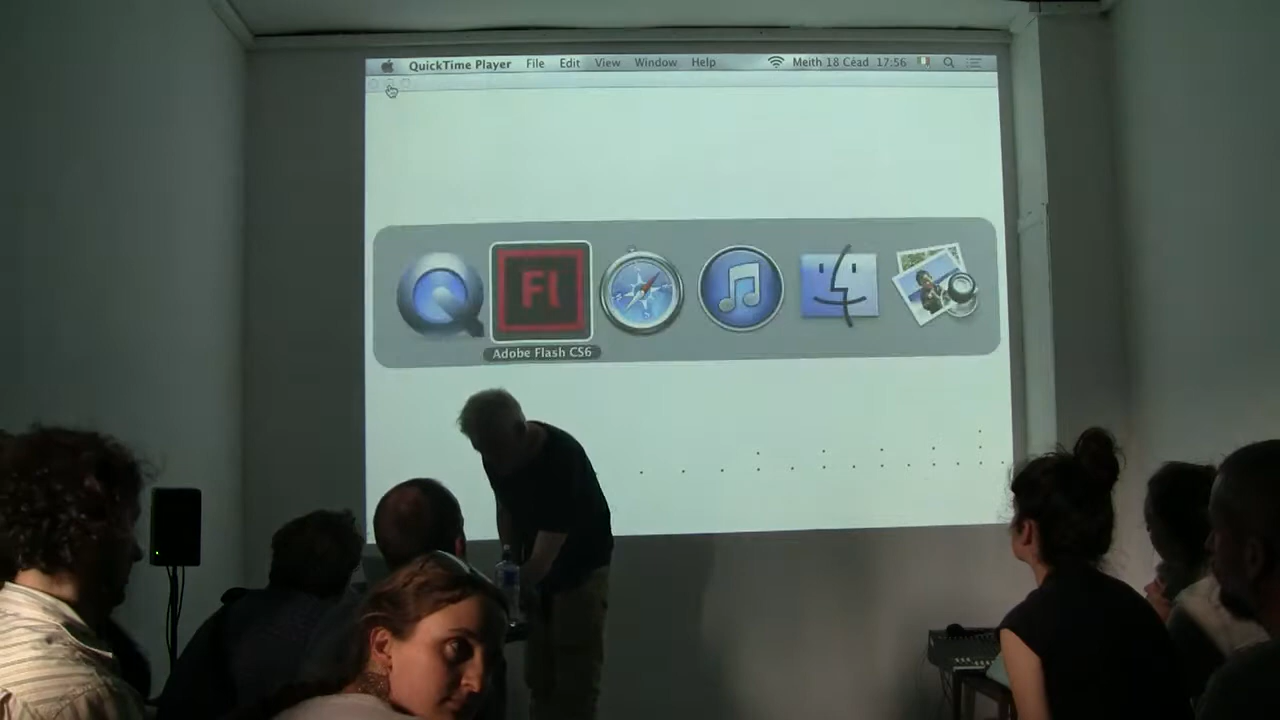 QuickTime Player File Edit View Window Help Meith 18 Céad 17:56
Fl
Adobe Flash CS6